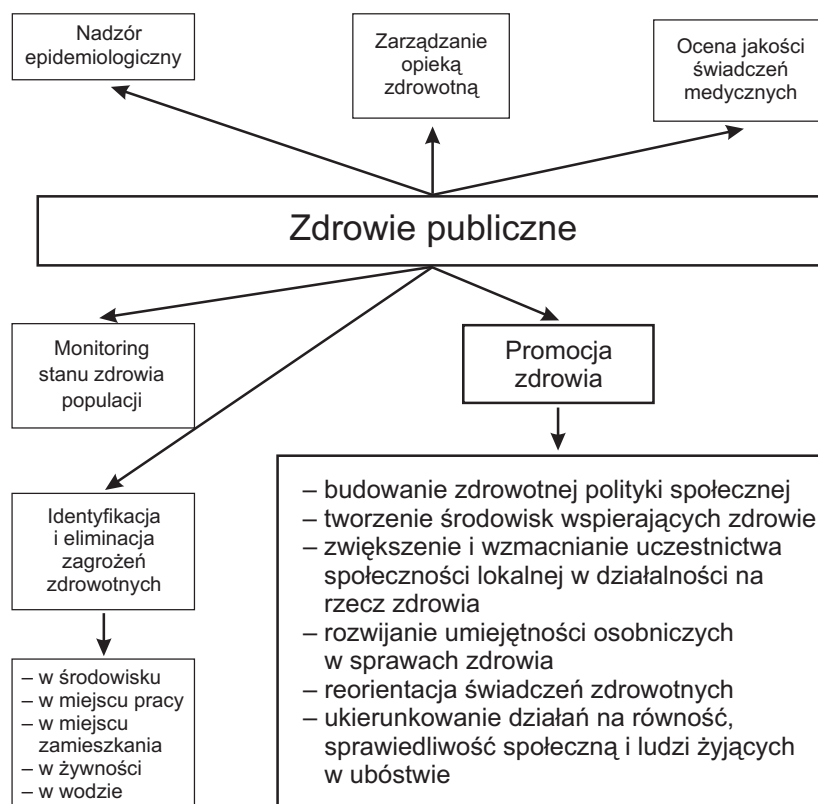 Nadzór
epidemiologiczny
Zarządzanie
opieką
zdrowotną
Ocena jakości
świadczeń
medycznych
Zdrowie publiczne
Monitoring
stanu zdrowia
populacji
Promocja
zdrowia
Identyfikacja
i eliminacja
zagrożeń
zdrowotnych
– w środowisku
– w miejscu pracy
– w miejscu
zamieszkania
– w żywności
– w wodzie
– budowanie zdrowotnej polityki społecznej
– tworzenie środowisk wspierających zdrowie
– zwiększenie i wzmacnianie uczestnictwa
społeczności lokalnej w działalności na
rzecz zdrowia
– rozwijanie umiejętności osobniczych
w sprawach zdrowia
– reorientacja świadczeń zdrowotnych
– ukierunkowanie działań na równość,
sprawiedliwość społeczną i ludzi żyjących
w ubóstwie